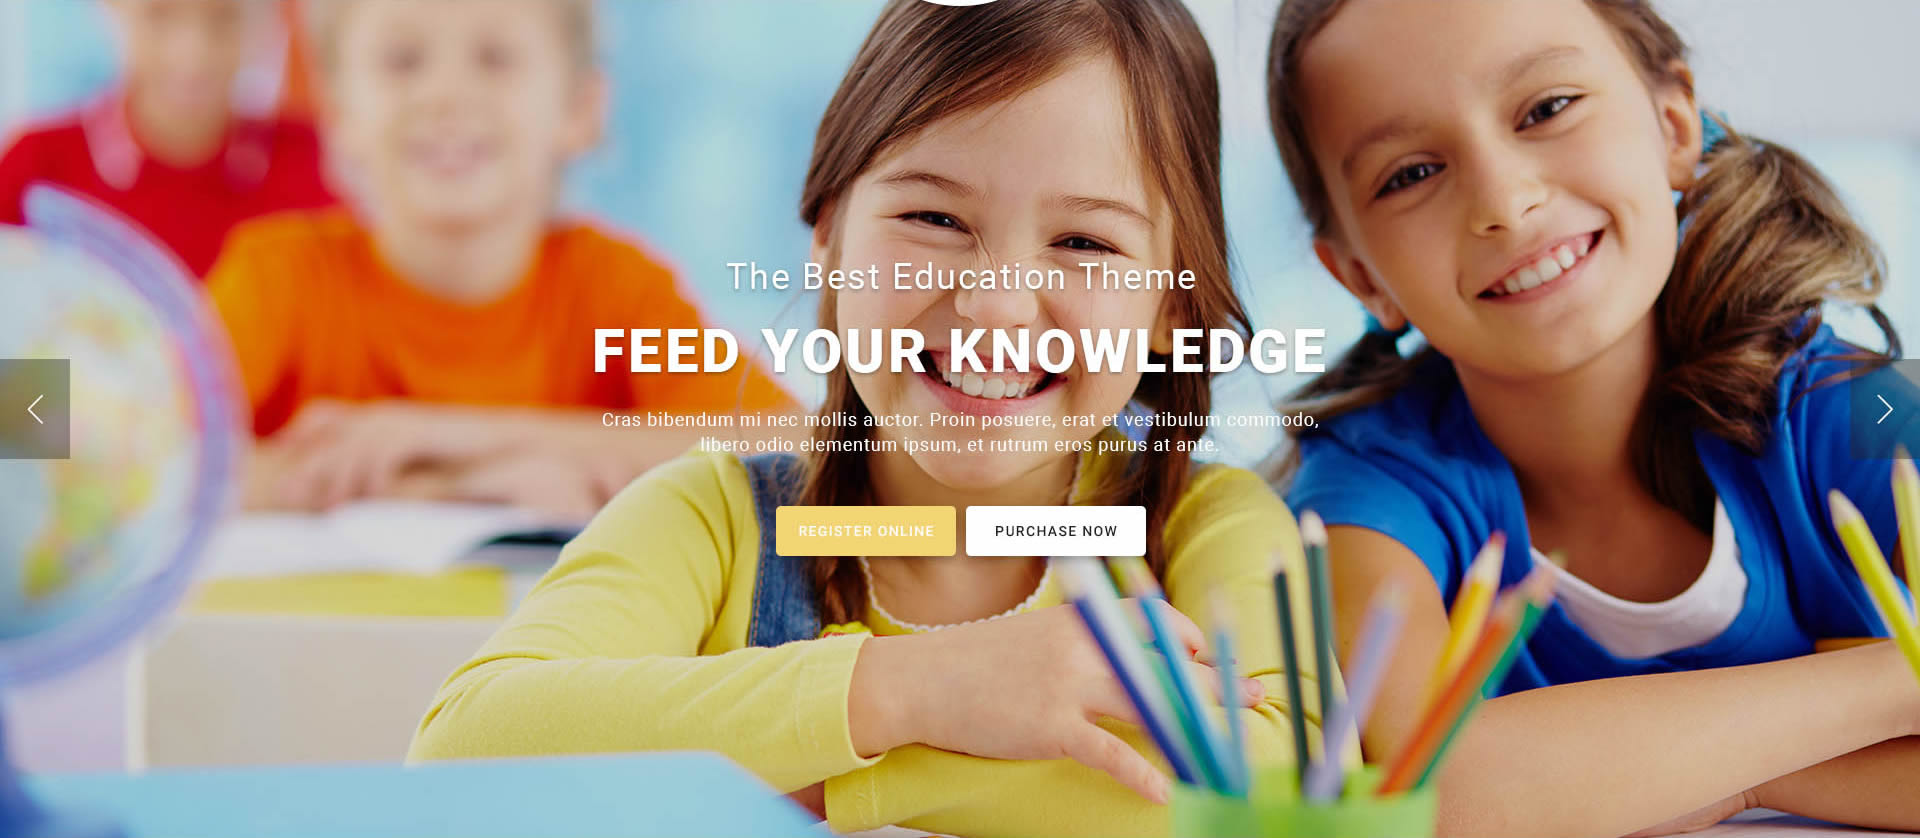 The Best Education Theme
FEED YOUR KNOWLEDGE
Cras bibendum mi nec mollis auctor. Proin posuere, erat et vestibulum commodo,
libero odio elementum ipsum, et rutrum eros purus at ante.
REGISTER ONLINE PURCHASE NOW